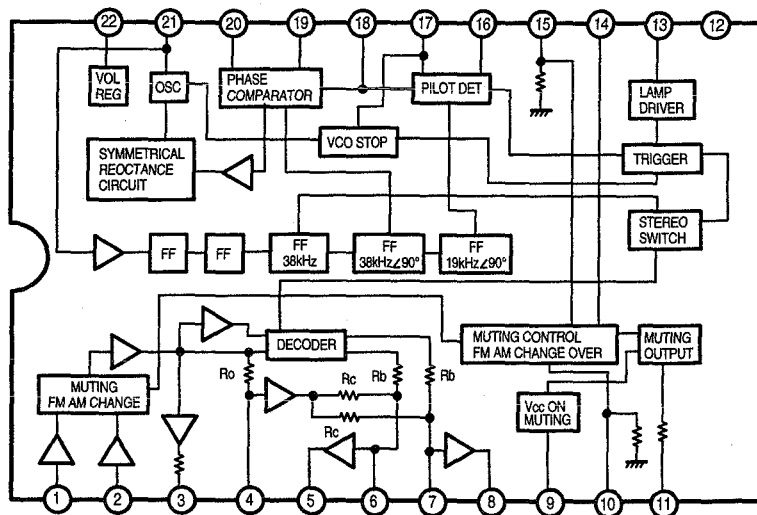 22 21 20 19 18 17 16 15 14 13 12
VOL
REG
OSC
PHASE
COMPARATOR
PILOT DET
LAMP
DRIVER
VCO STOP
TRIGGER
SYMMETRICAL
REOCTANCE
CIRCUIT
STEREO
SWITCH
FF
FF
FF
38kHz
FF
38kHz∠90°
FF
19kHz∠90°
DECODER
MUTING CONTROL
FM AM CHANGE OVER
MUTING
OUTPUT
Ro
Rc
Rb
Rb
MUTING
FM AM CHANGE
Rc
Vcc ON
MUTING
1 2 3 4 5 6 7 8 9 10 11